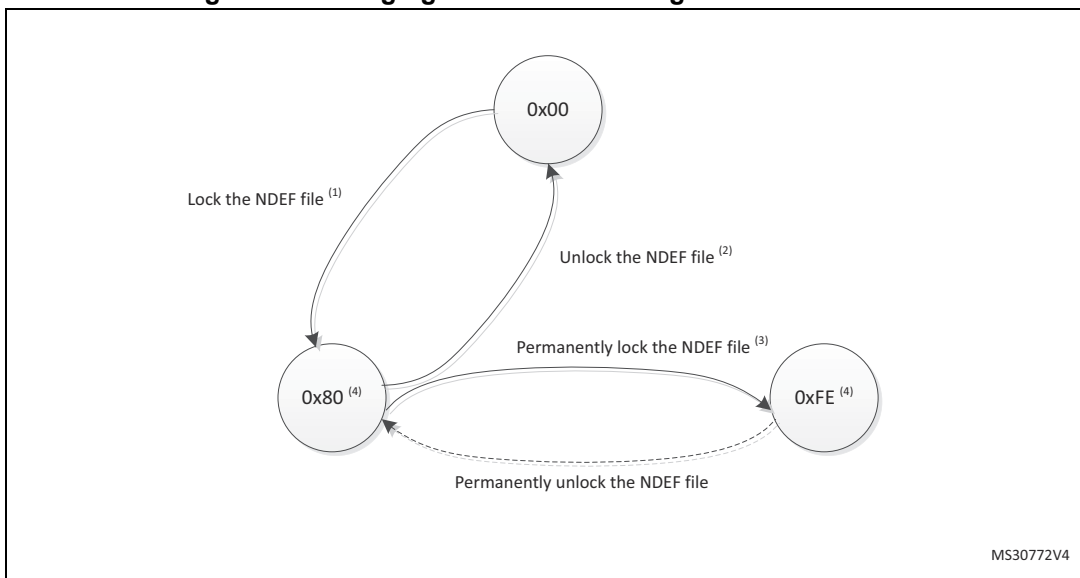 0x00
Lock the NDEF file (1)
Unlock the NDEF file (2)
Permanently lock the NDEF file (3)
0x80 (4)
0xFE (4)
Permanently unlock the NDEF file
MS30772V4